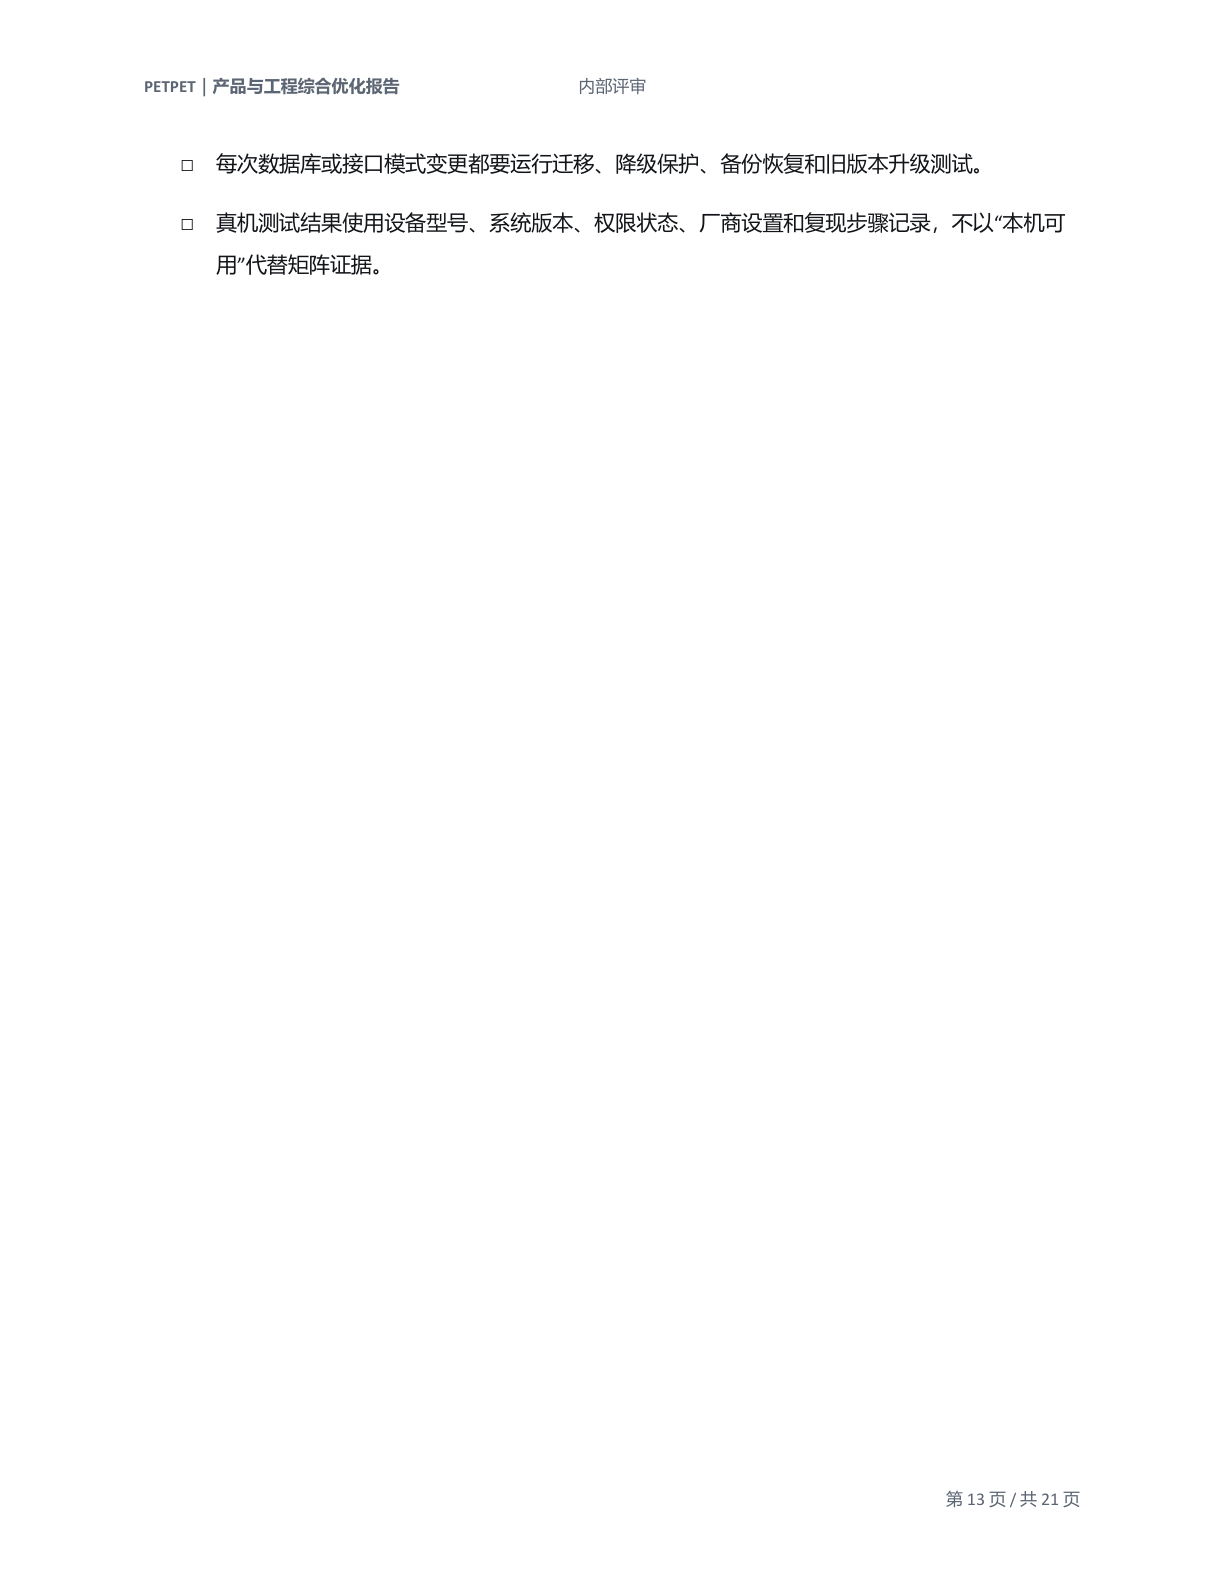 PETPET｜产品与工程综合优化报告 内部评审
□ 每次数据库或接口模式变更都要运行迁移、降级保护、备份恢复和旧版本升级测试。
□ 真机测试结果使用设备型号、系统版本、权限状态、厂商设置和复现步骤记录，不以“本机可
用”代替矩阵证据。
第 13 页 / 共 21 页